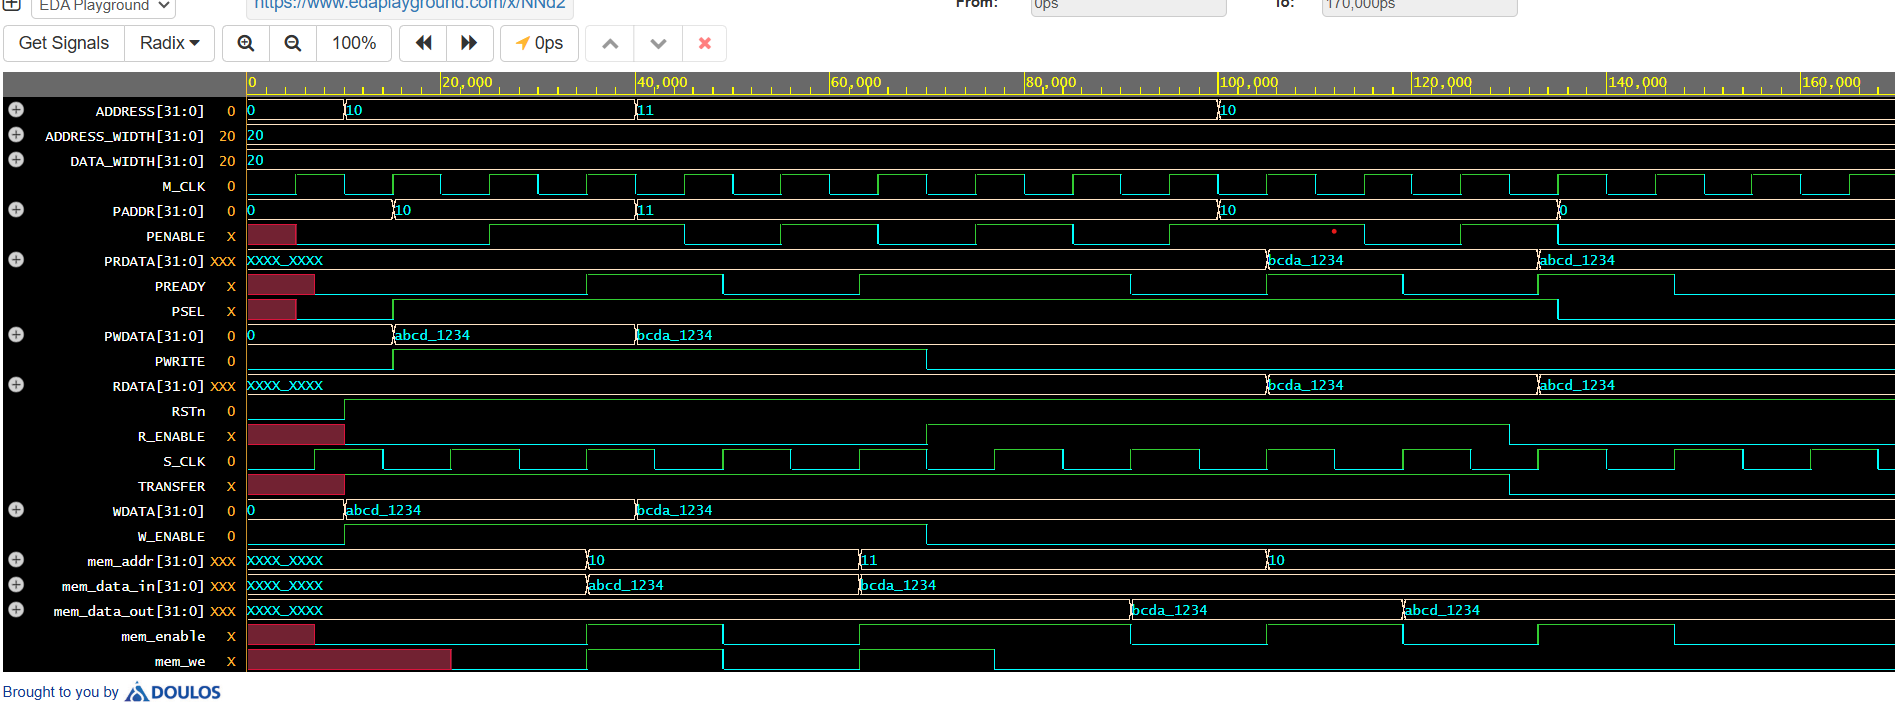 EDA Playground https://www.edaplayground.com/x/NNd2 From: 0ps To: 170,000ps
Get Signals Radix 100% 0ps
0 20,000 40,000 60,000 80,000 100,000 120,000 140,000 160,000
ADDRESS[31:0] 0 0 10 11 10
ADDRESS_WIDTH[31:0] 20 20
DATA_WIDTH[31:0] 20 20
M_CLK 0
PADDR[31:0] 0 0 10 11 10 0
PENABLE X
PRDATA[31:0] XXX XXXX_XXXX bcda_1234 abcd_1234
PREADY X
PSEL X
PWDATA[31:0] 0 0 abcd_1234 bcda_1234
PWRITE 0
RDATA[31:0] XXX XXXX_XXXX bcda_1234 abcd_1234
RSTn 0
R_ENABLE X
S_CLK 0
TRANSFER X
WDATA[31:0] 0 0 abcd_1234 bcda_1234
W_ENABLE 0
mem_addr[31:0] XXX XXXX_XXXX 10 11 10
mem_data_in[31:0] XXX XXXX_XXXX abcd_1234 bcda_1234
mem_data_out[31:0] XXX XXXX_XXXX bcda_1234 abcd_1234
mem_enable X
mem_we X
Brought to you by DOULOS